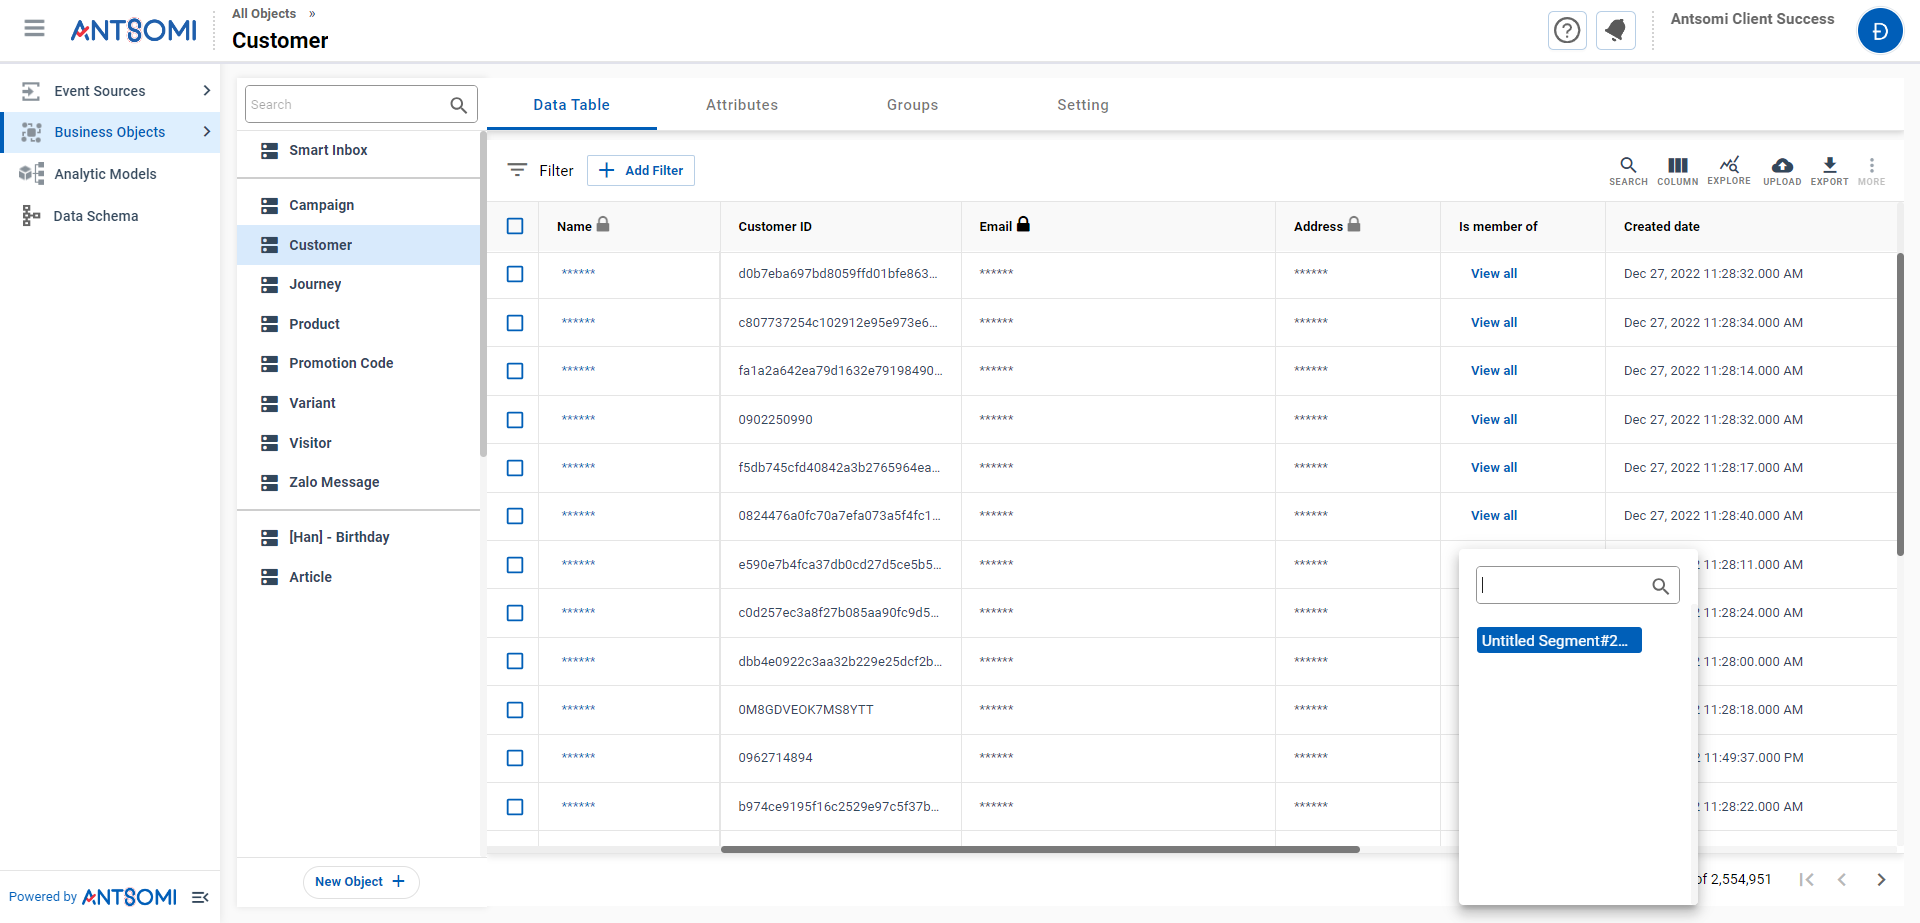 ANTSOMI
All Objects »
Customer
Antsomi Client Success
Đ
Event Sources
Business Objects
Analytic Models
Data Schema
Powered by ANTSOMI
Search
Smart Inbox
Campaign
Customer
Journey
Product
Promotion Code
Variant
Visitor
Zalo Message
[Han] - Birthday
Article
New Object +
Data Table Attributes Groups Setting
Filter + Add Filter
SEARCH COLUMN EXPLORE UPLOAD EXPORT MORE
Name Customer ID Email Address Is member of Created date
****** d0b7eba697bd8059ffd01bfe863... ****** ****** View all Dec 27, 2022 11:28:32.000 AM
****** c807737254c102912e95e973e6... ****** ****** View all Dec 27, 2022 11:28:34.000 AM
****** fa1a2a642ea79d1632e79198490... ****** ****** View all Dec 27, 2022 11:28:14.000 AM
****** 0902250990 ****** ****** View all Dec 27, 2022 11:28:32.000 AM
****** f5db745cfd40842a3b2765964ea... ****** ****** View all Dec 27, 2022 11:28:17.000 AM
****** 0824476a0fc70a7efa073a5f4fc1... ****** ****** View all Dec 27, 2022 11:28:40.000 AM
****** e590e7b4fca37db0cd27d5ce5b5... ****** ****** 11:28:11.000 AM
****** c0d257ec3a8f27b085aa90fc9d5... ****** ****** 11:28:24.000 AM
****** dbb4e0922c3aa32b229e25dcf2b... ****** ****** 11:28:00.000 AM
****** 0M8GDVEOK7MS8YTT ****** ****** 11:28:18.000 AM
****** 0962714894 ****** ****** 11:49:37.000 PM
****** b974ce9195f16c2529e97c5f37b... ****** ****** 11:28:22.000 AM
Untitled Segment#2...
of 2,554,951